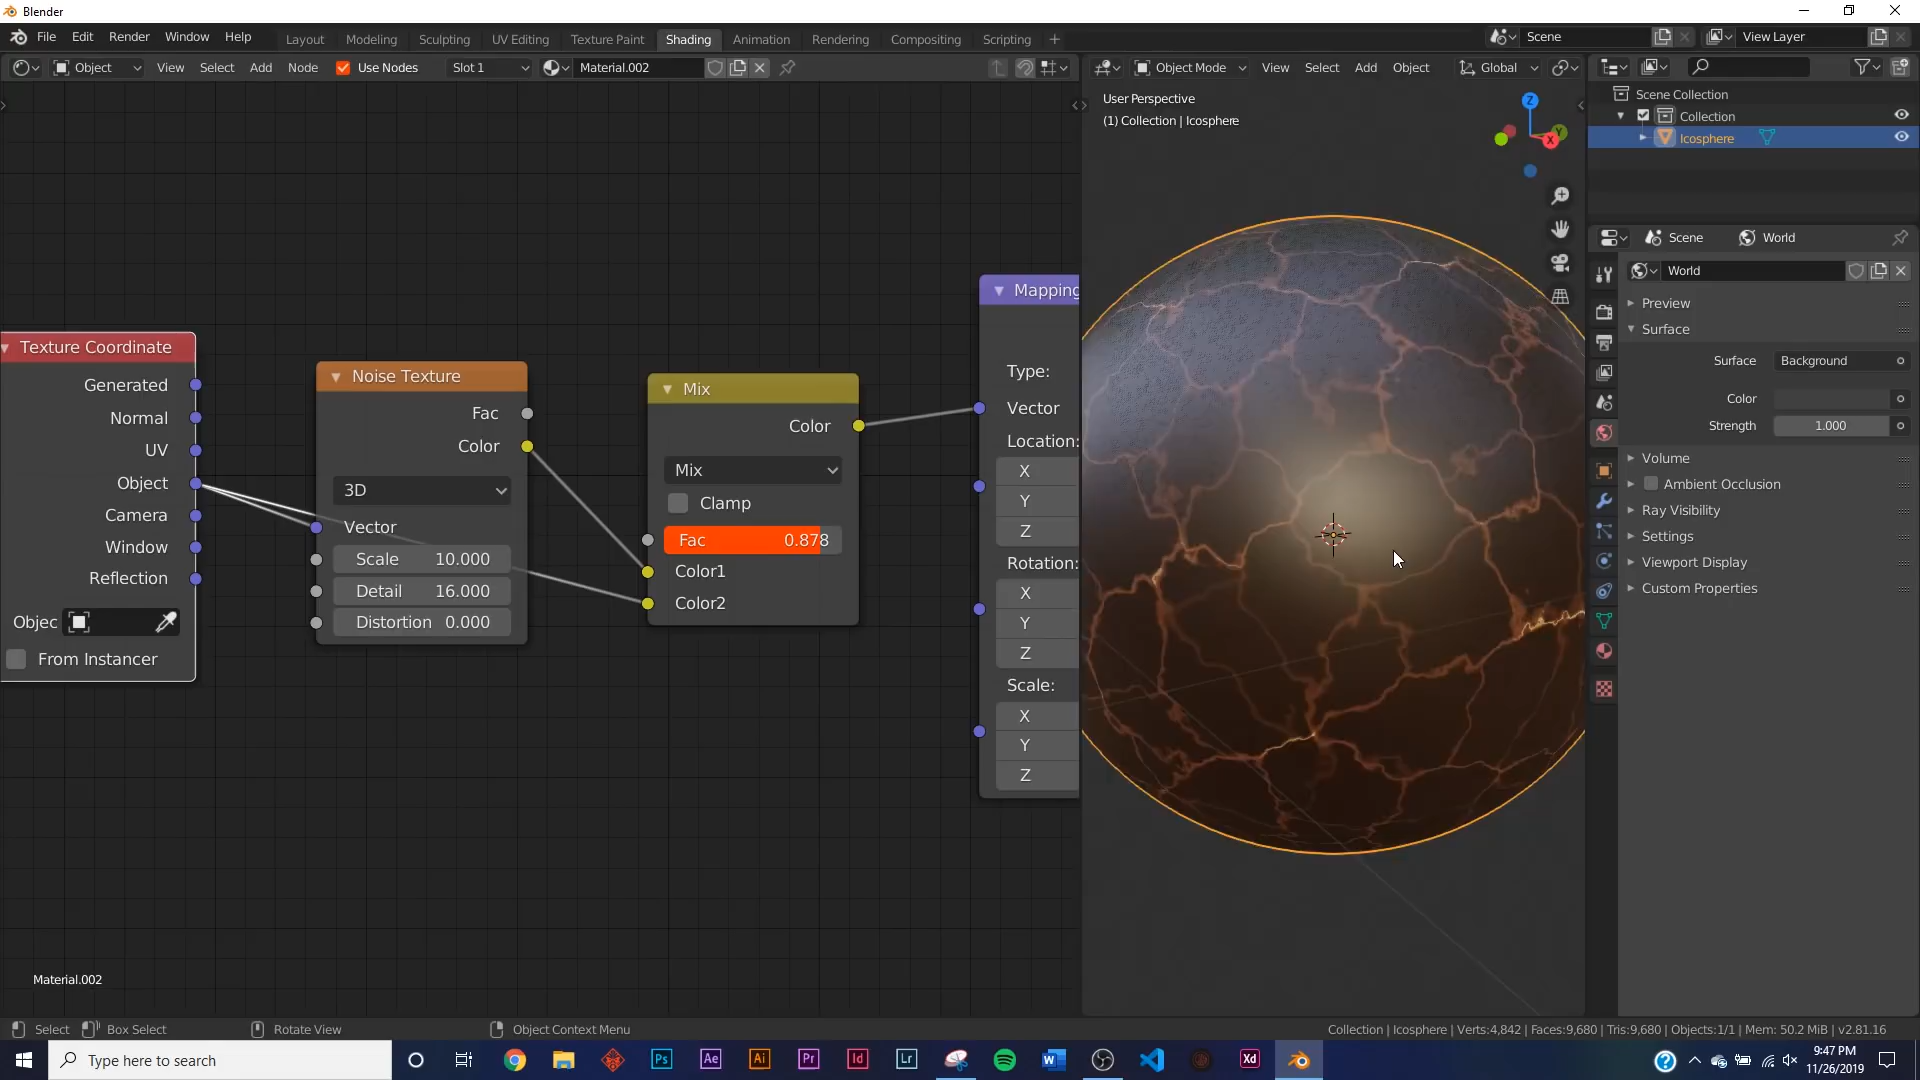 Blender
File Edit Render Window Help
Layout Modeling Sculpting UV Editing Texture Paint Shading Animation Rendering Compositing Scripting +
Scene View Layer
Object View Select Add Node Use Nodes Slot 1 Material.002
Object Mode View Select Add Object Global
User Perspective
(1) Collection | Icosphere
Z
Y
X
Scene Collection
Collection
Icosphere
Scene World
World
Preview
Surface
Surface Background
Color
Strength 1.000
Volume
Ambient Occlusion
Ray Visibility
Settings
Viewport Display
Custom Properties
Texture Coordinate
Generated
Normal
UV
Object
Camera
Window
Reflection
Objec
From Instancer
Noise Texture
Fac
Color
3D
Vector
Scale 10.000
Detail 16.000
Distortion 0.000
Mix
Color
Mix
Clamp
Fac 0.878
Color1
Color2
Mapping
Type:
Vector
Location:
X
Y
Z
Rotation:
X
Y
Z
Scale:
X
Y
Z
Material.002
Select Box Select Rotate View Object Context Menu
Collection | Icosphere | Verts:4,842 | Faces:9,680 | Tris:9,680 | Objects:1/1 | Mem: 50.2 MiB | v2.81.16
Type here to search
Ps Ae Ai Pr Id Lr W Xd
9:47 PM
11/26/2019